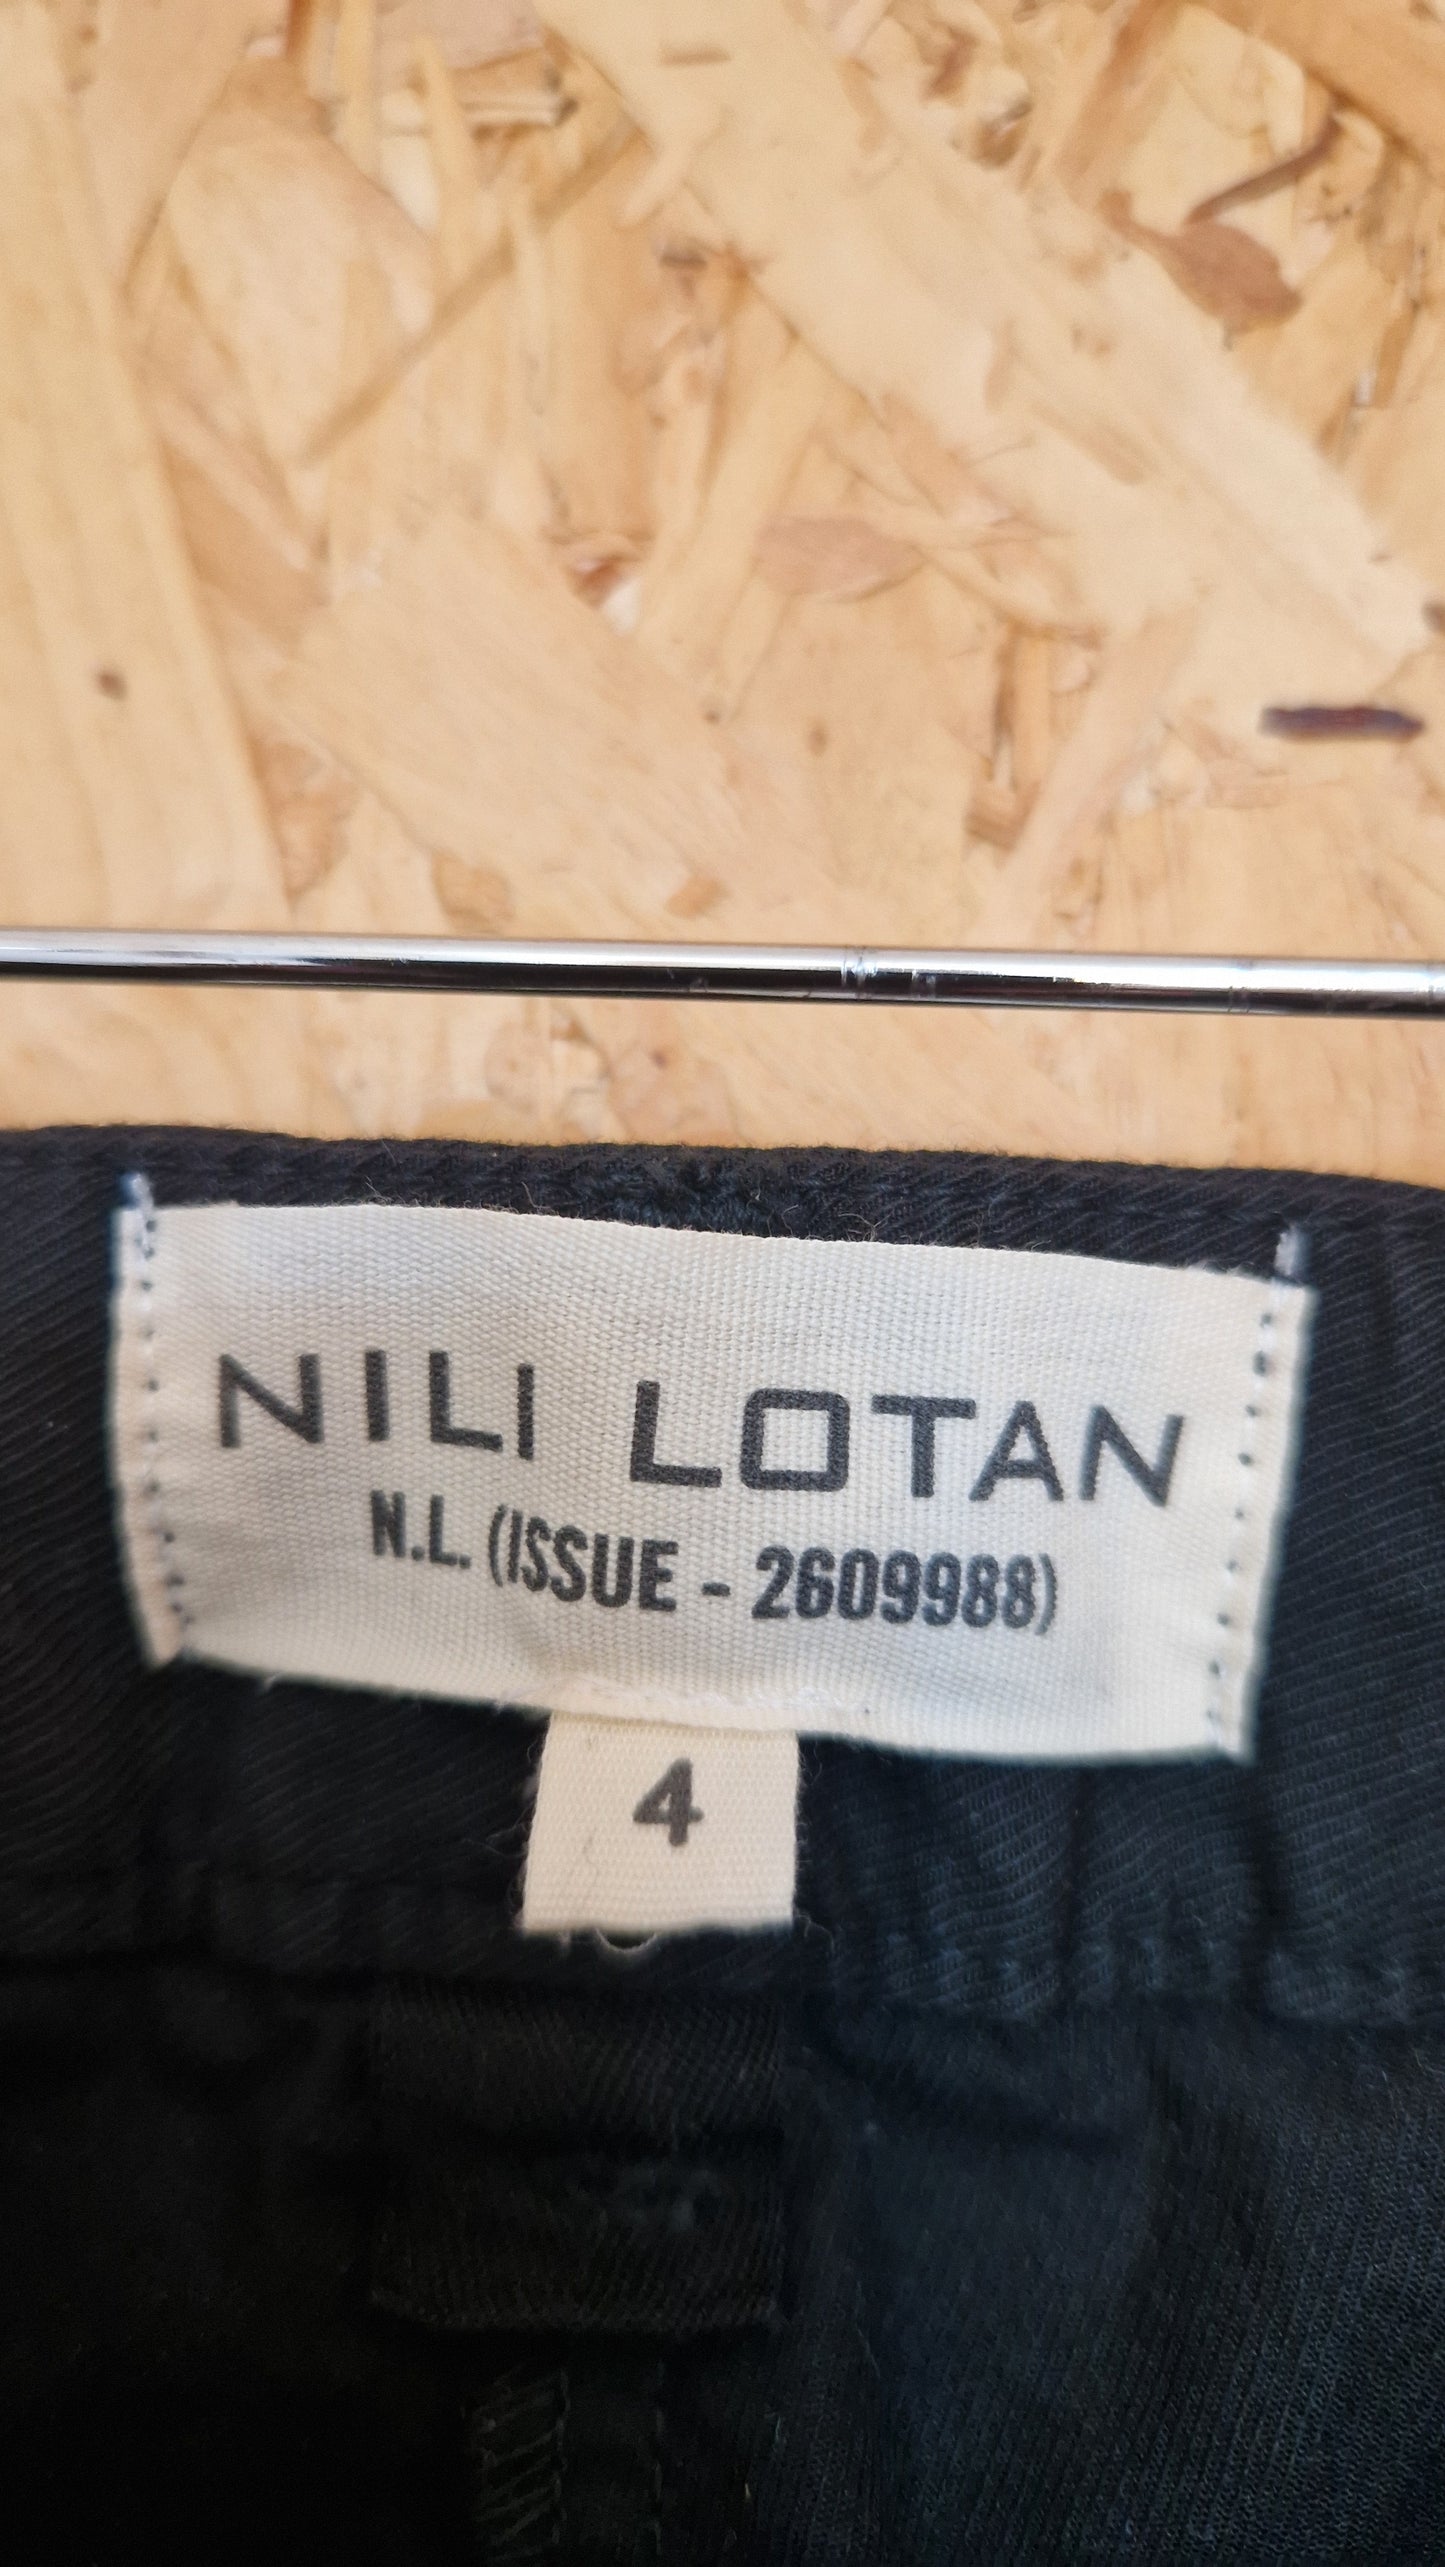 NILI LOTAN
N.L. (ISSUE - 2609988)
4